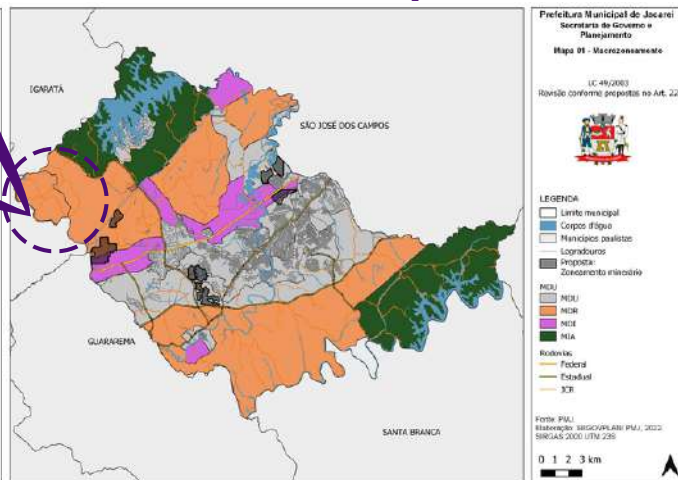 Prefeitura Municipal de Jacareí
Secretaria de Governo e
Planejamento
Mapa 01 - Macrozoneamento
LC 49/2003
Revisão conforme propostas no Art. 22
IGARATÁ
SÃO JOSÉ DOS CAMPOS
GUARAREMA
SANTA BRANCA
LEGENDA
Limite municipal
Corpos d'água
Municípios paulistas
Logradouros
Proposta:
Zoneamento minerário
MDU
MDR
MDI
MIA
Rodovias
Federal
Estadual
JCR
Fonte: PMJ
SIRGAS 2000 UTM 23S
0 1 2 3 km